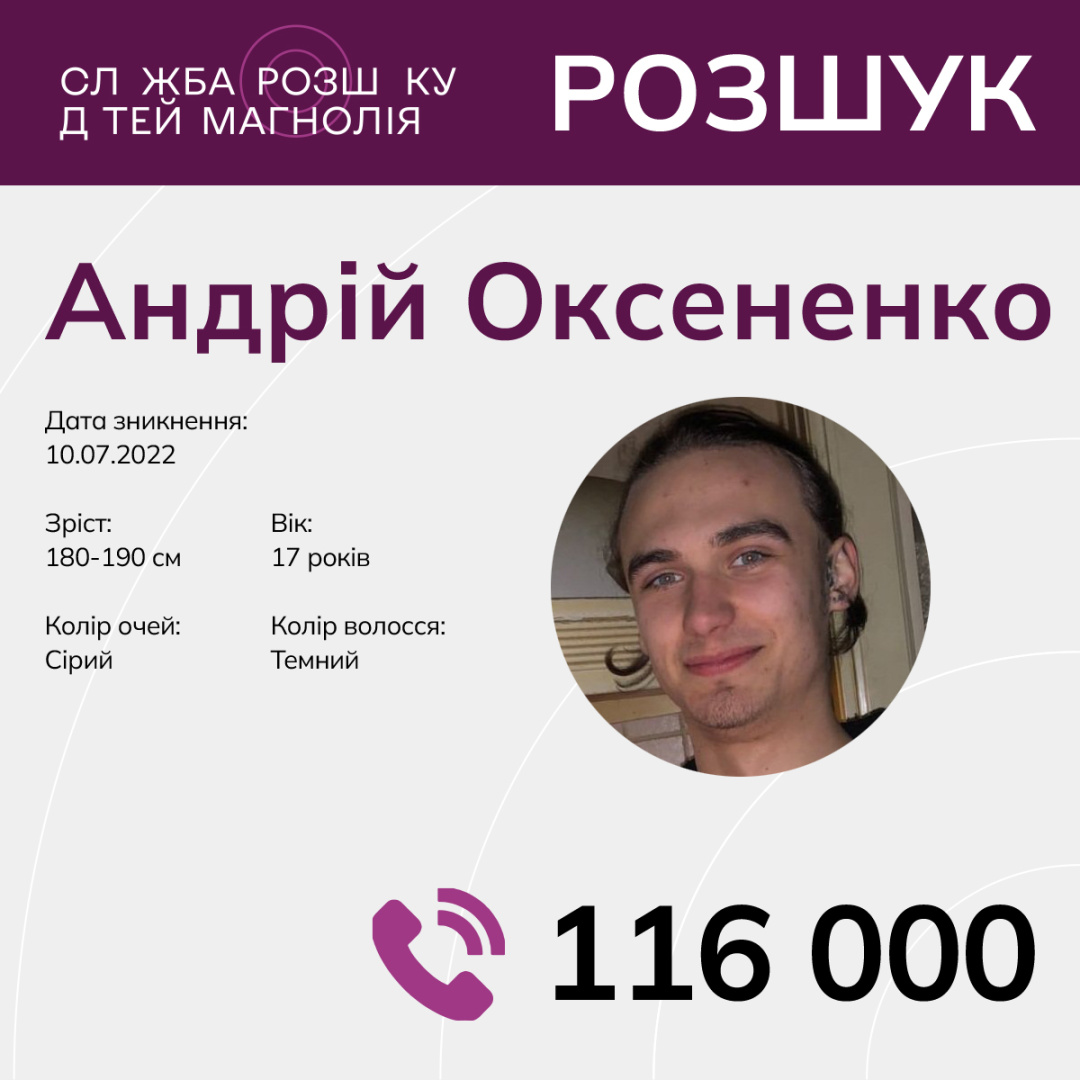 СЛ ЖБА РОЗШ КУ
Д ТЕЙ МАГНОЛІЯ
РОЗШУК
Андрій Оксененко
Дата зникнення:
10.07.2022
Зріст:
180-190 см
Вік:
17 років
Колір очей:
Сірий
Колір волосся:
Темний
116 000